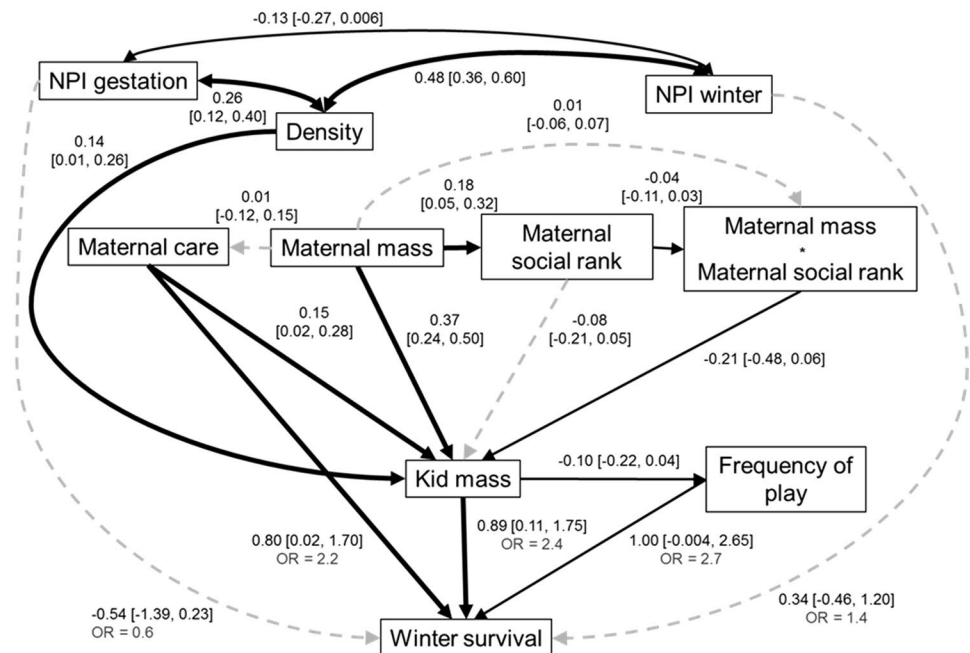 -0.13 [-0.27, 0.006]
NPI gestation
0.48 [0.36, 0.60]
NPI winter
0.26
[0.12, 0.40]
Density
0.01
[-0.06, 0.07]
0.14
[0.01, 0.26]
0.01
[-0.12, 0.15]
0.18
[0.05, 0.32]
-0.04
[-0.11, 0.03]
Maternal care
Maternal mass
Maternal
social rank
Maternal mass
*
Maternal social rank
0.15
[0.02, 0.28]
0.37
[0.24, 0.50]
-0.08
[-0.21, 0.05]
-0.21 [-0.48, 0.06]
Kid mass
-0.10 [-0.22, 0.04]
Frequency of
play
0.80 [0.02, 1.70]
OR = 2.2
0.89 [0.11, 1.75]
OR = 2.4
1.00 [-0.004, 2.65]
OR = 2.7
-0.54 [-1.39, 0.23]
OR = 0.6
0.34 [-0.46, 1.20]
OR = 1.4
Winter survival